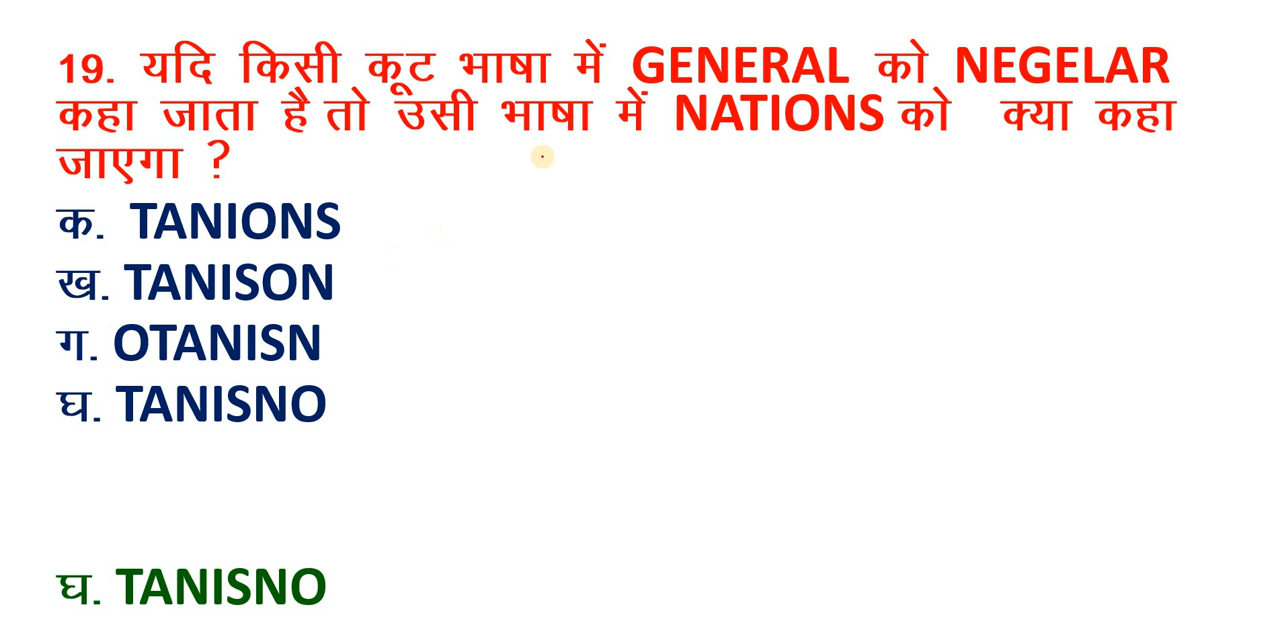 19. यदि किसी कूट भाषा में GENERAL को NEGELAR
कहा जाता है तो उसी भाषा में NATIONS को क्या कहा
जाएगा ?
क. TANIONS
ख. TANISON
ग. OTANISN
घ. TANISNO
घ. TANISNO